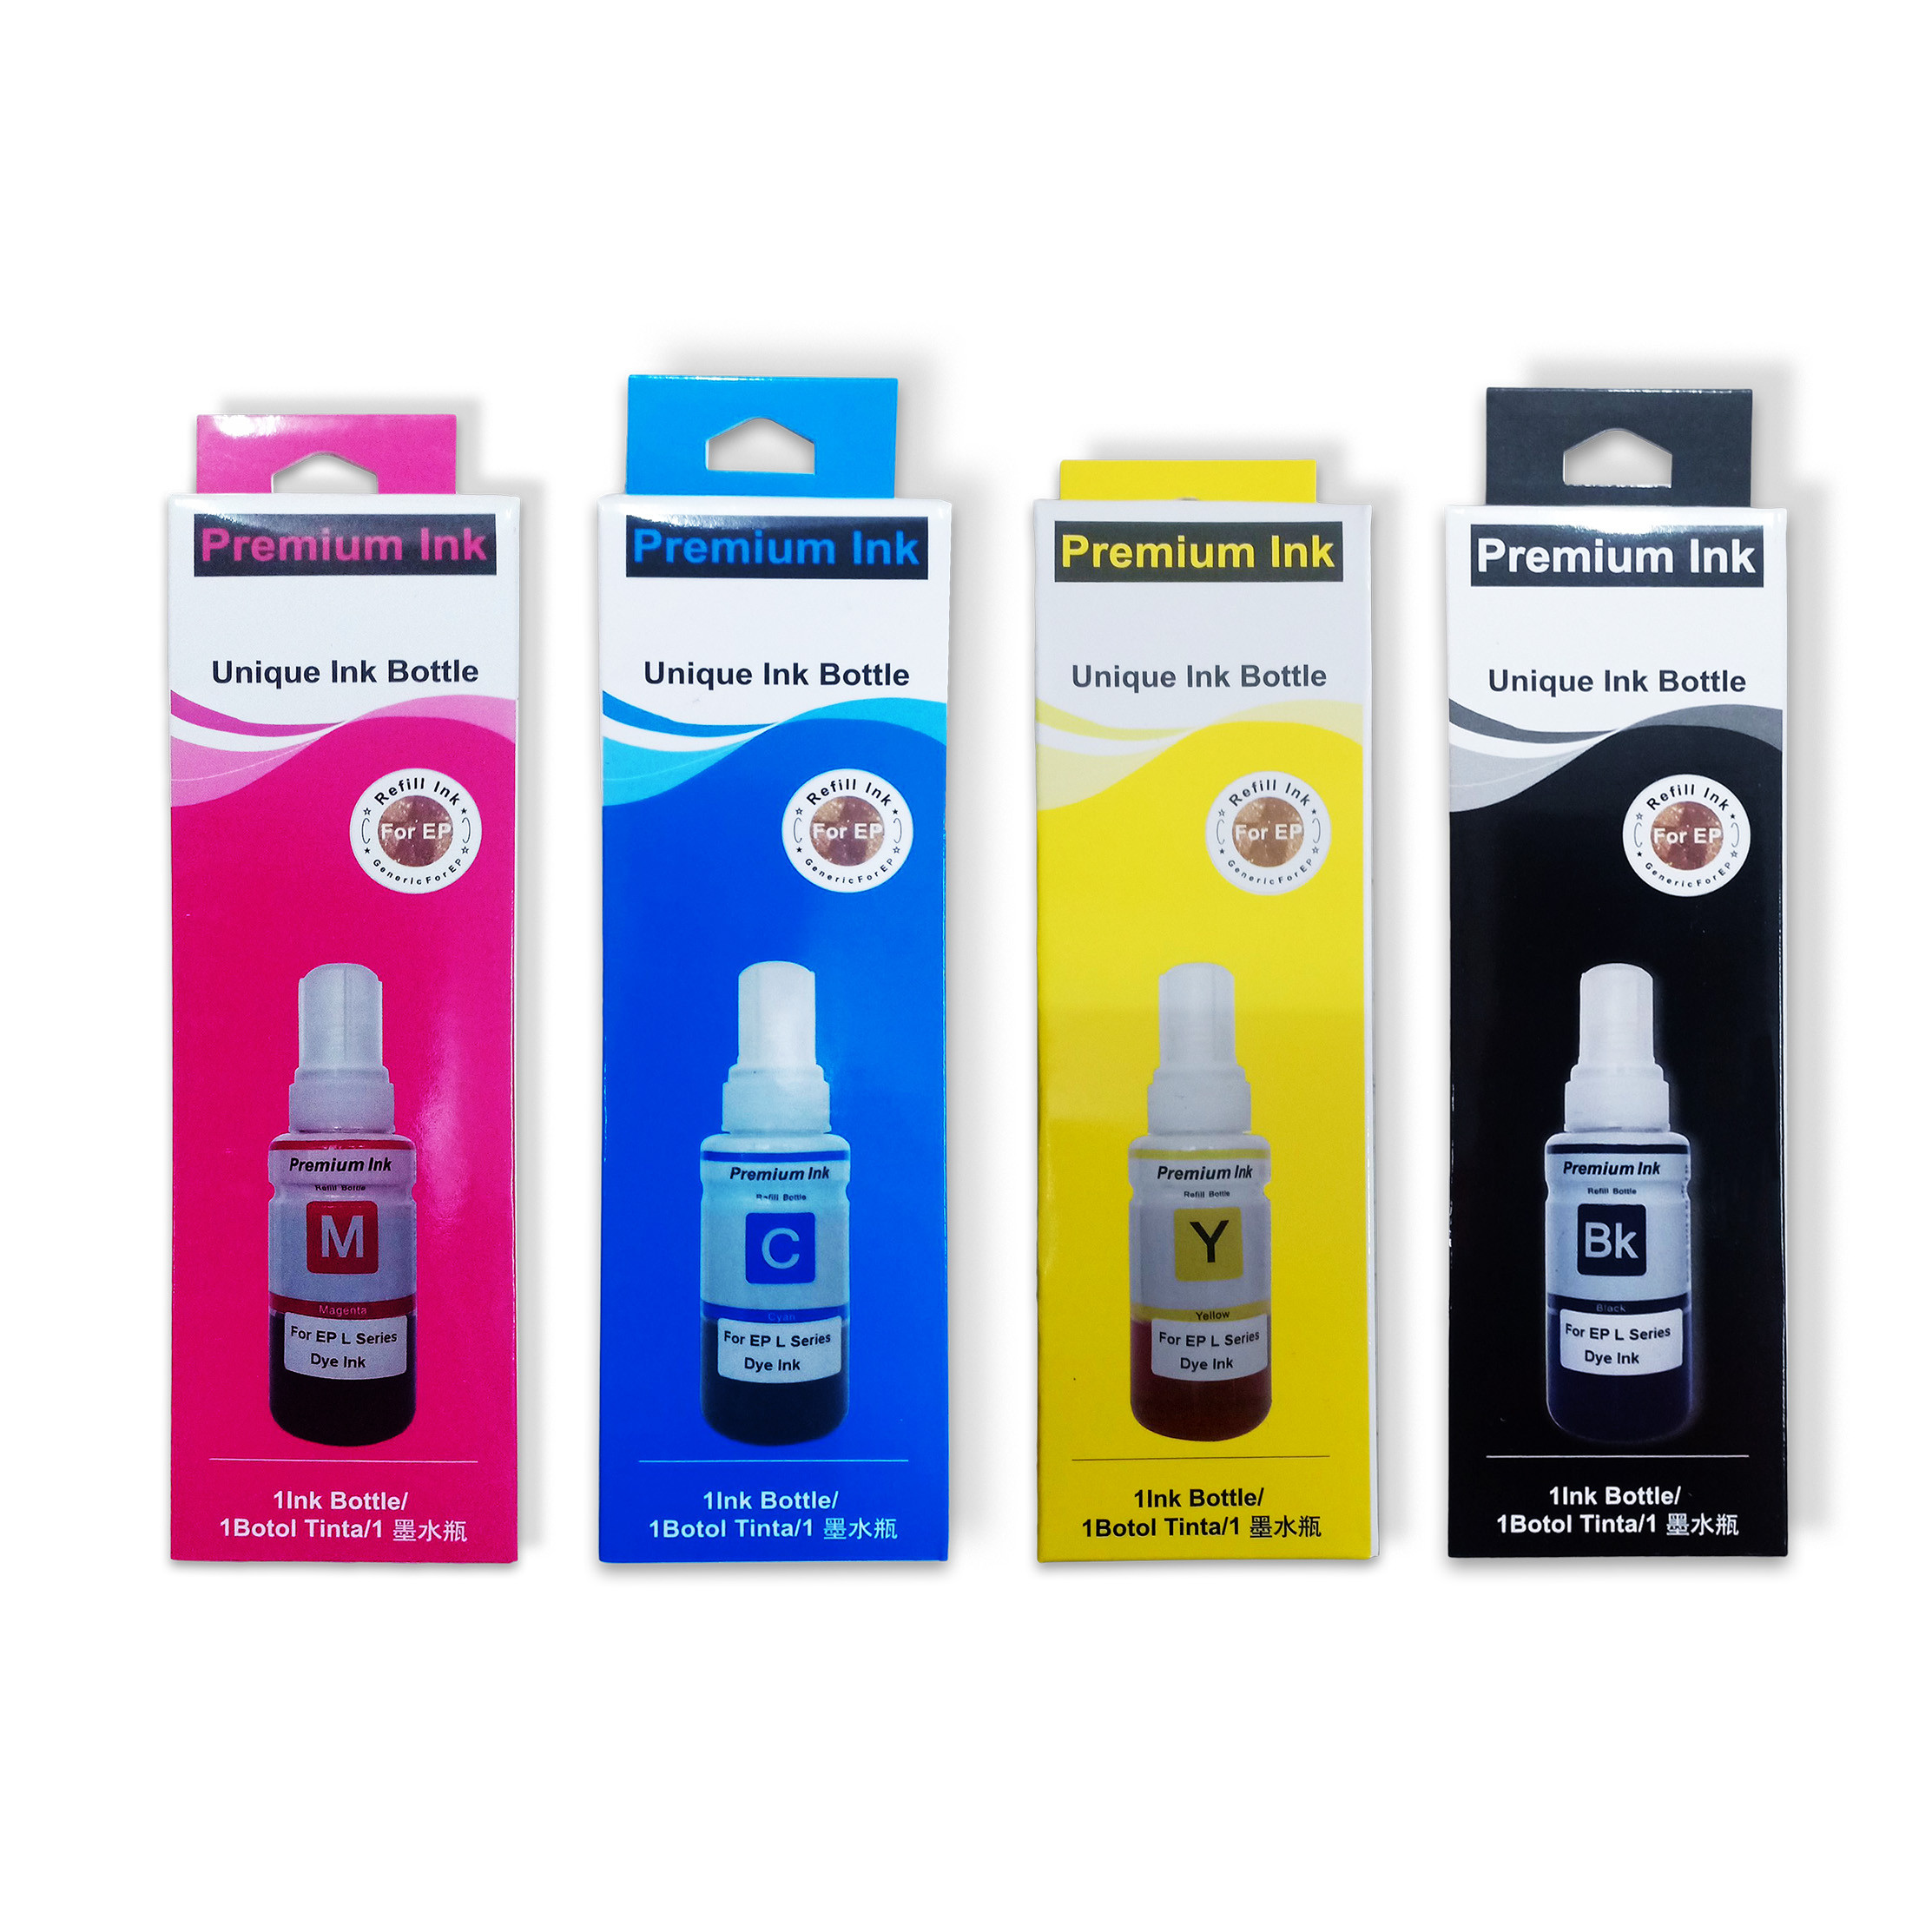 Premium Ink
Unique Ink Bottle
Refill Ink
For EP
GenericForEP
Premium Ink
Refill Bottle
M
Magenta
For EP L Series
Dye Ink
1Ink Bottle/
1Botol Tinta/1 墨水瓶
Premium Ink
Unique Ink Bottle
Refill Ink
For EP
GenericForEP
Premium Ink
Refill Bottle
C
Cyan
For EP L Series
Dye Ink
1Ink Bottle/
1Botol Tinta/1 墨水瓶
Premium Ink
Unique Ink Bottle
Refill Ink
For EP
GenericForEP
Premium Ink
Refill Bottle
Y
Yellow
For EP L Series
Dye Ink
1Ink Bottle/
1Botol Tinta/1 墨水瓶
Premium Ink
Unique Ink Bottle
Refill Ink
For EP
GenericForEP
Premium Ink
Refill Bottle
Bk
Black
For EP L Series
Dye Ink
1Ink Bottle/
1Botol Tinta/1 墨水瓶